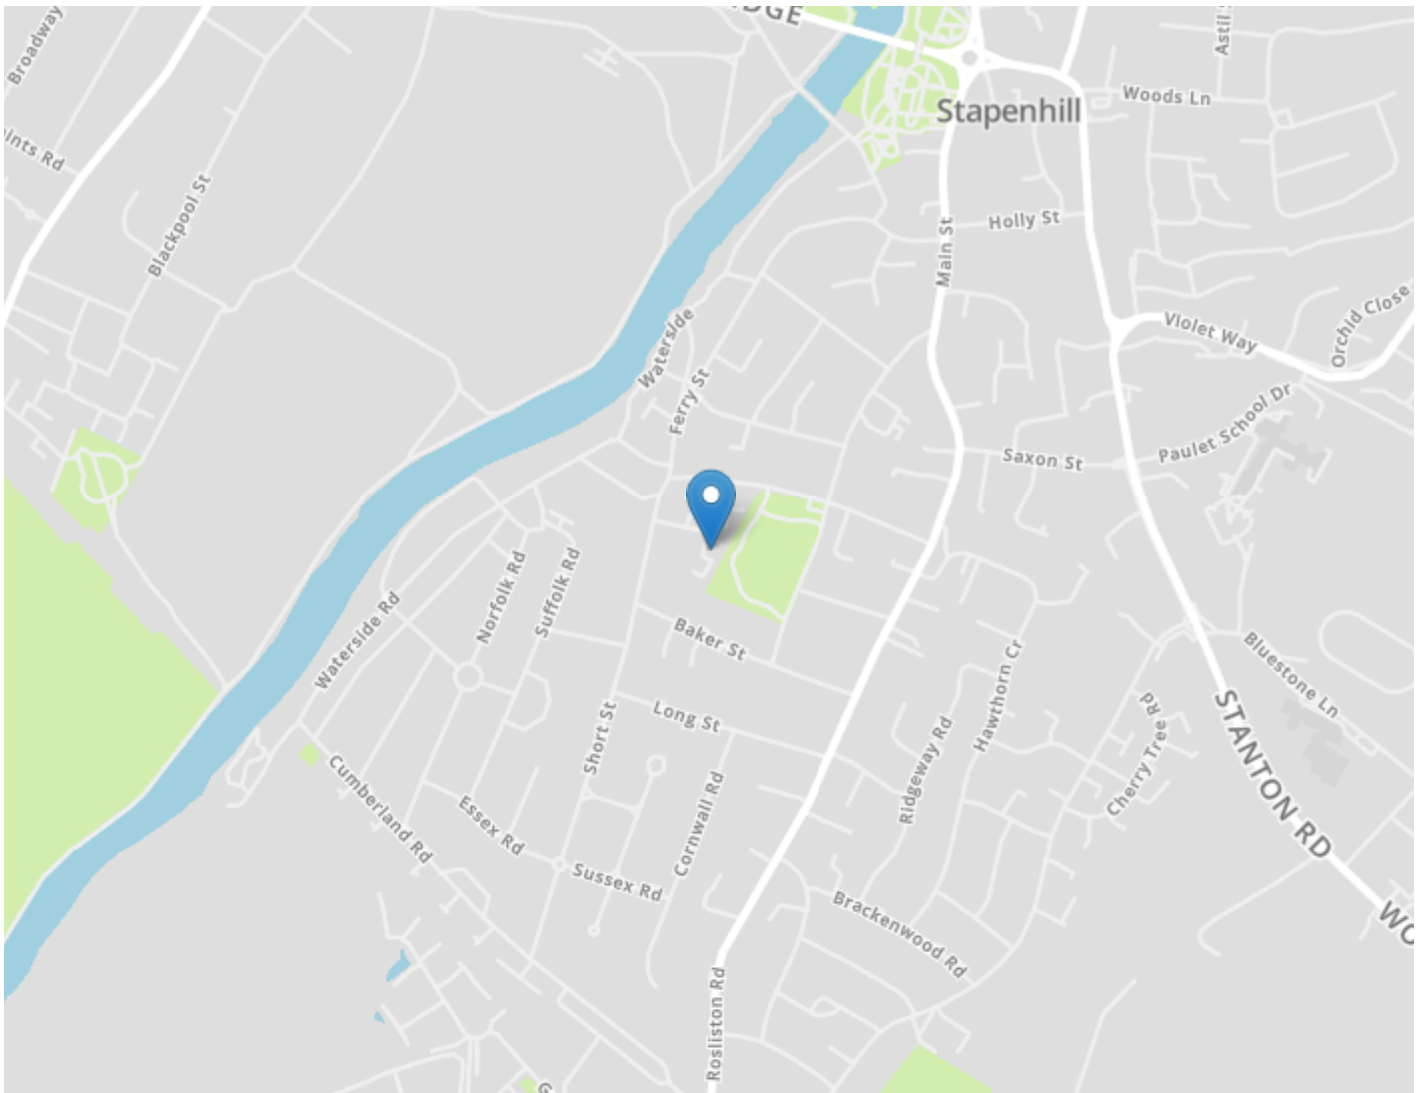 Broadway
Astil
Woods Ln
Stapenhill
Blackpool St
Holly St
Main St
Orchid Close
Violet Way
Waterside
Ferry St
Paulet School Dr
Saxon St
Norfolk Rd
Suffolk Rd
Waterside Rd
Baker St
Hawthorn Cr
Bluestone Ln
Long St
Short St
Cherry Tree Rd
STANTON RD
Ridgeway Rd
Cumberland Rd
Essex Rd
Cornwall Rd
Sussex Rd
Brackenwood Rd
Rosliston Rd